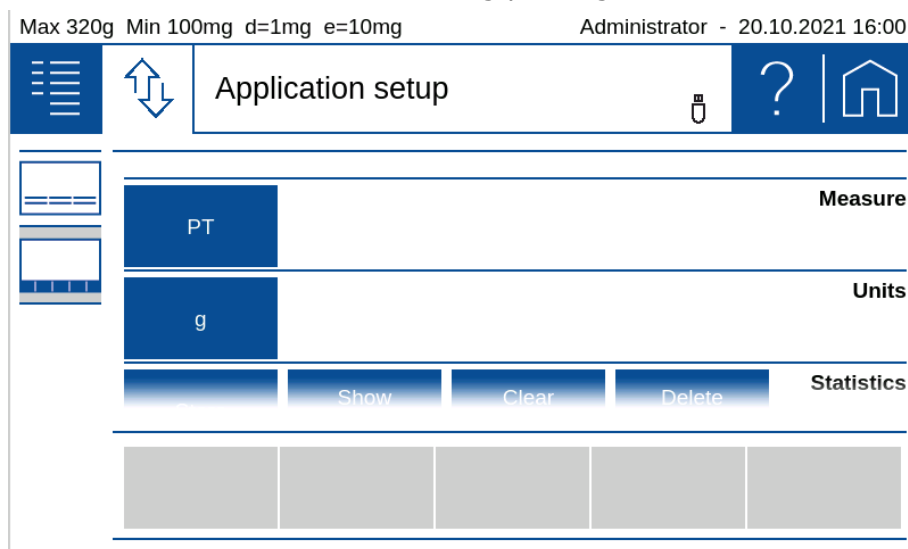 Max 320g Min 100mg d=1mg e=10mg Administrator - 20.10.2021 16:00
Application setup ?
Measure
PT
Units
g
Statistics
Show Clear Delete